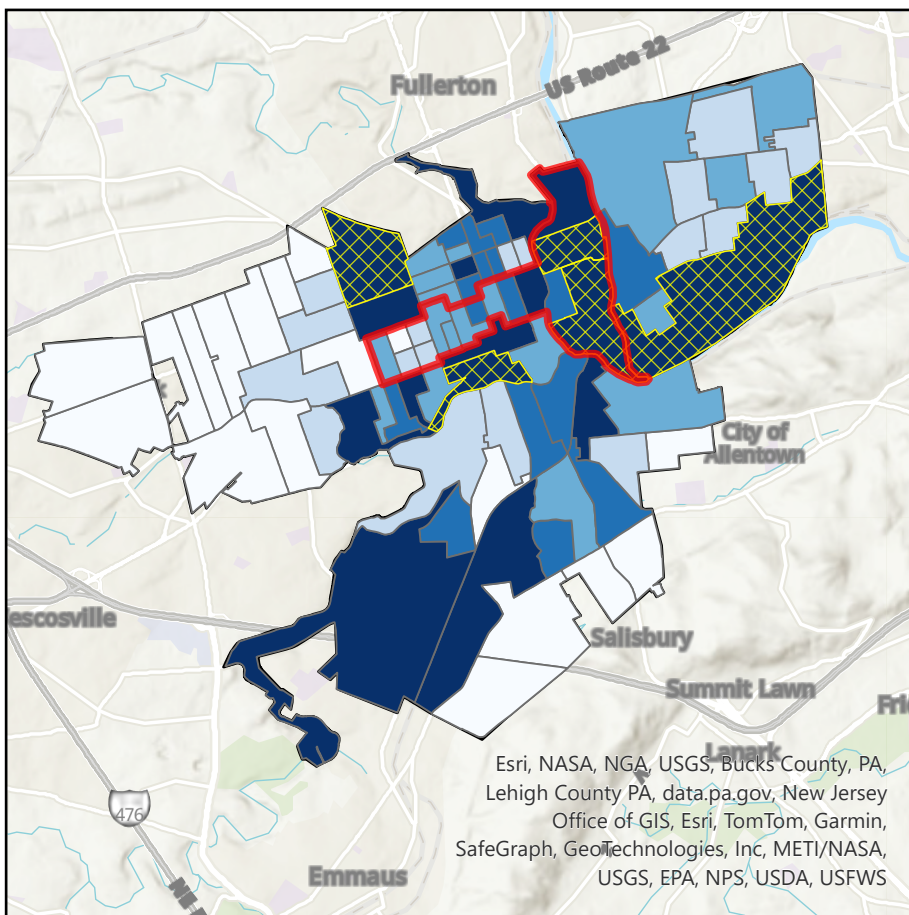 Fullerton
US Route 22
City of
Allentown
escosville
Salisbury
Summit Lawn
Lanark
476
Emmaus
Esri, NASA, NGA, USGS, Bucks County, PA,
Lehigh County PA, data.pa.gov, New Jersey
Office of GIS, Esri, TomTom, Garmin,
SafeGraph, GeoTechnologies, Inc, METI/NASA,
USGS, EPA, NPS, USDA, USFWS